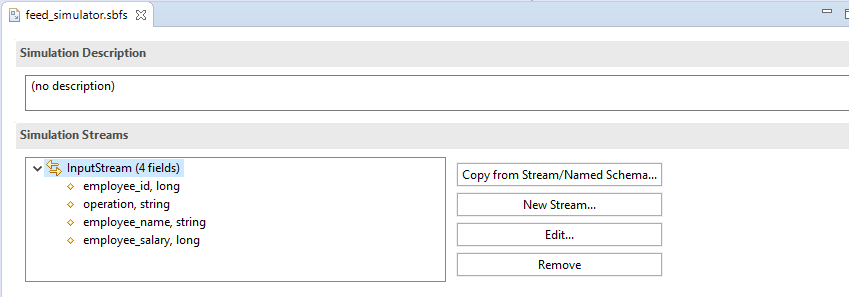 feed_simulator.sbfs
Simulation Description
(no description)
Simulation Streams
InputStream (4 fields)
employee_id, long
operation, string
employee_name, string
employee_salary, long
Copy from Stream/Named Schema...
New Stream...
Edit...
Remove